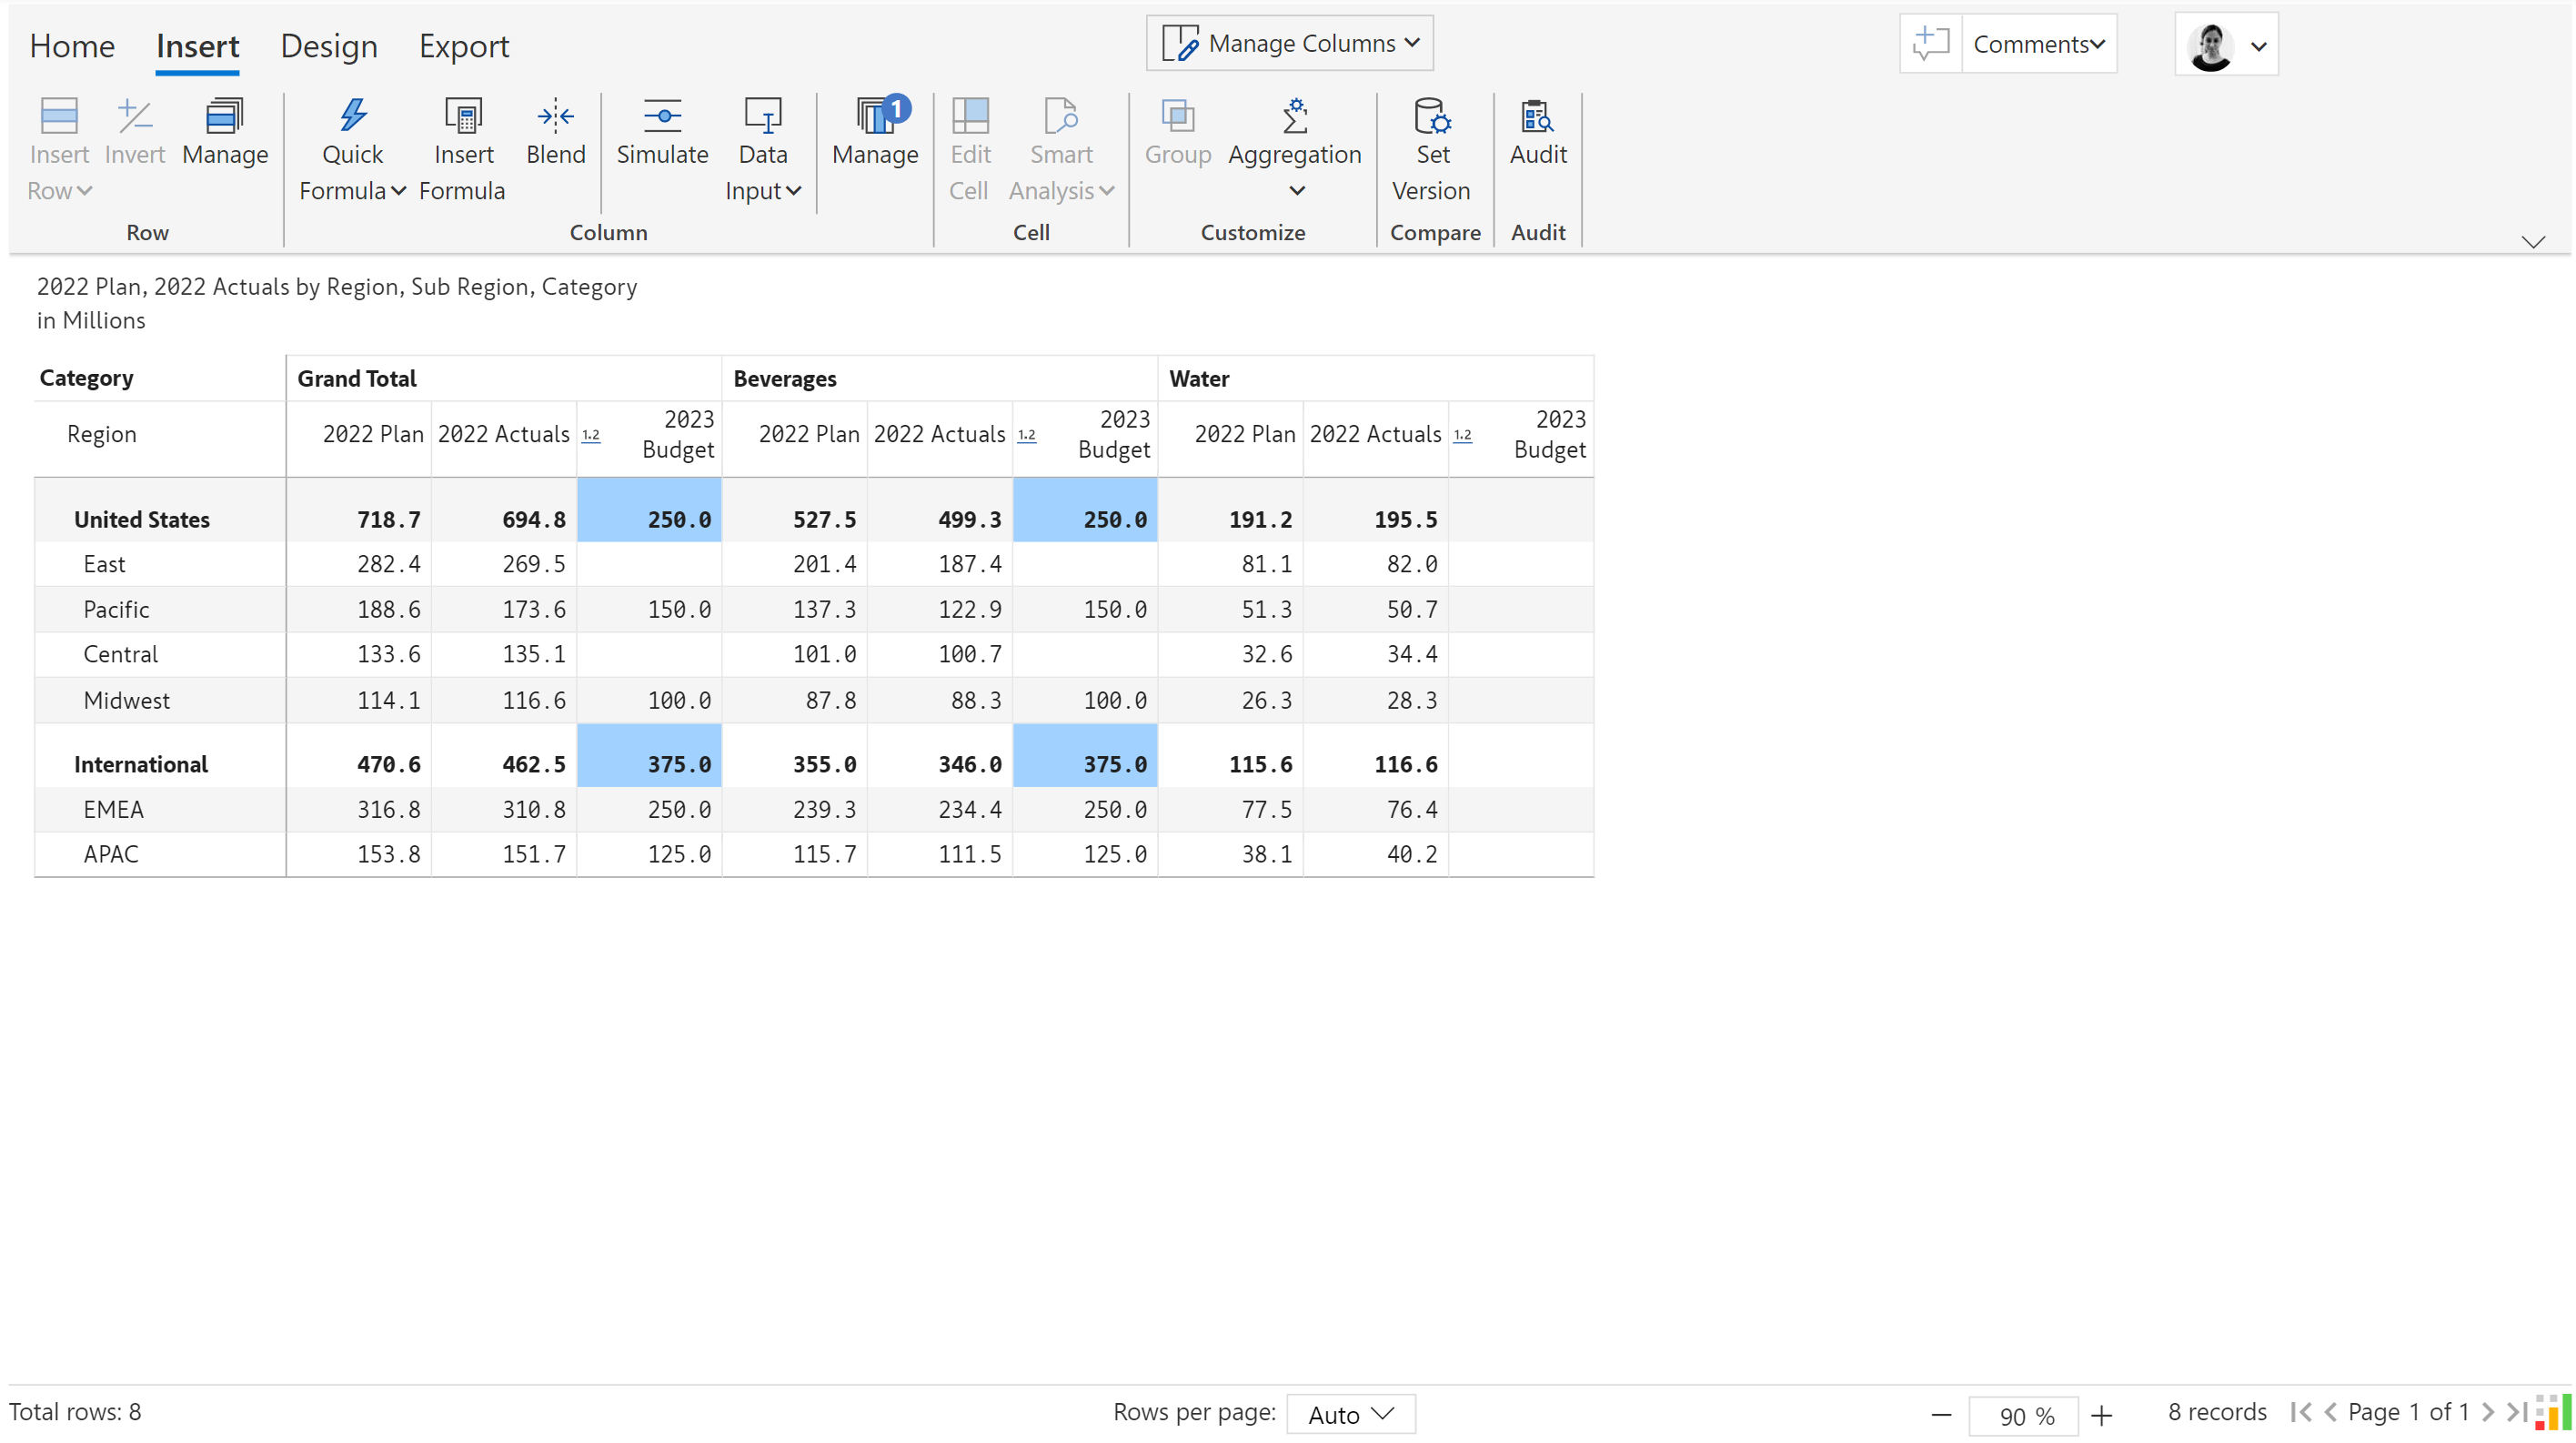 Home Insert Design Export Manage Columns Comments
Insert Row Invert Manage Quick Formula Insert Formula Blend Simulate Data Input Manage 1 Edit Cell Smart Analysis Group Aggregation Set Version Audit
Row Column Cell Customize Compare Audit
2022 Plan, 2022 Actuals by Region, Sub Region, Category
in Millions
Category Grand Total Beverages Water
Region 2022 Plan 2022 Actuals 1.2 2023 Budget 2022 Plan 2022 Actuals 1.2 2023 Budget 2022 Plan 2022 Actuals 1.2 2023 Budget
United States 718.7 694.8 250.0 527.5 499.3 250.0 191.2 195.5
East 282.4 269.5 201.4 187.4 81.1 82.0
Pacific 188.6 173.6 150.0 137.3 122.9 150.0 51.3 50.7
Central 133.6 135.1 101.0 100.7 32.6 34.4
Midwest 114.1 116.6 100.0 87.8 88.3 100.0 26.3 28.3
International 470.6 462.5 375.0 355.0 346.0 375.0 115.6 116.6
EMEA 316.8 310.8 250.0 239.3 234.4 250.0 77.5 76.4
APAC 153.8 151.7 125.0 115.7 111.5 125.0 38.1 40.2
Total rows: 8 Rows per page: Auto 90 % 8 records Page 1 of 1